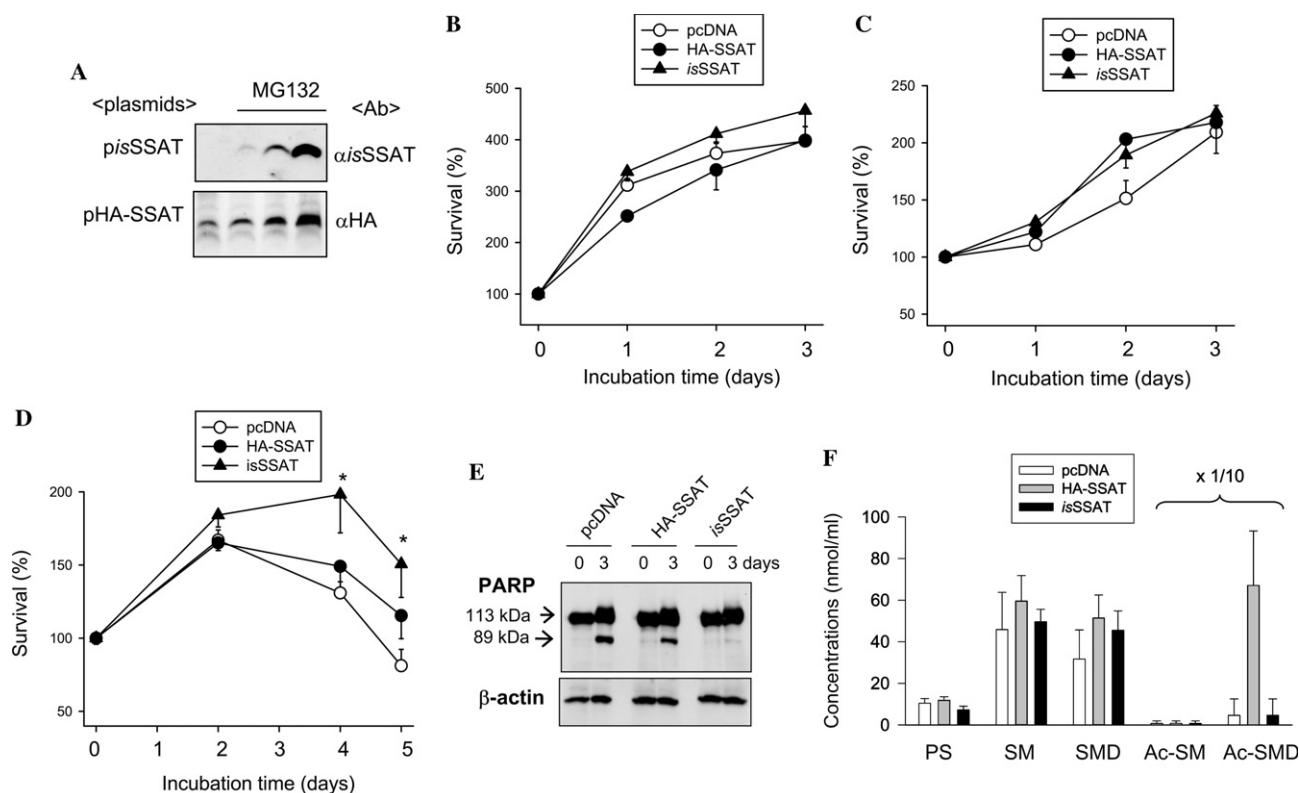 A
<plasmids>
MG132
<Ab>
pisSSAT
αisSSAT
pHA-SSAT
αHA
B
pcDNA
HA-SSAT
isSSAT
Survival (%)
500
400
300
200
100
0 1 2 3
Incubation time (days)
C
pcDNA
HA-SSAT
isSSAT
Survival (%)
250
200
150
100
50
0 1 2 3
Incubation time (days)
D
pcDNA
HA-SSAT
isSSAT
* *
Survival (%)
200
150
100
50
0 2 3 4 5
Incubation time (days)
E
pcDNA HA-SSAT isSSAT
0 3 0 3 0 3 days
PARP
113 kDa
89 kDa
β-actin
F
pcDNA
HA-SSAT
isSSAT
x 1/10
Concentrations (nmol/ml)
100
80
60
40
20
0
PS SM SMD Ac-SM Ac-SMD